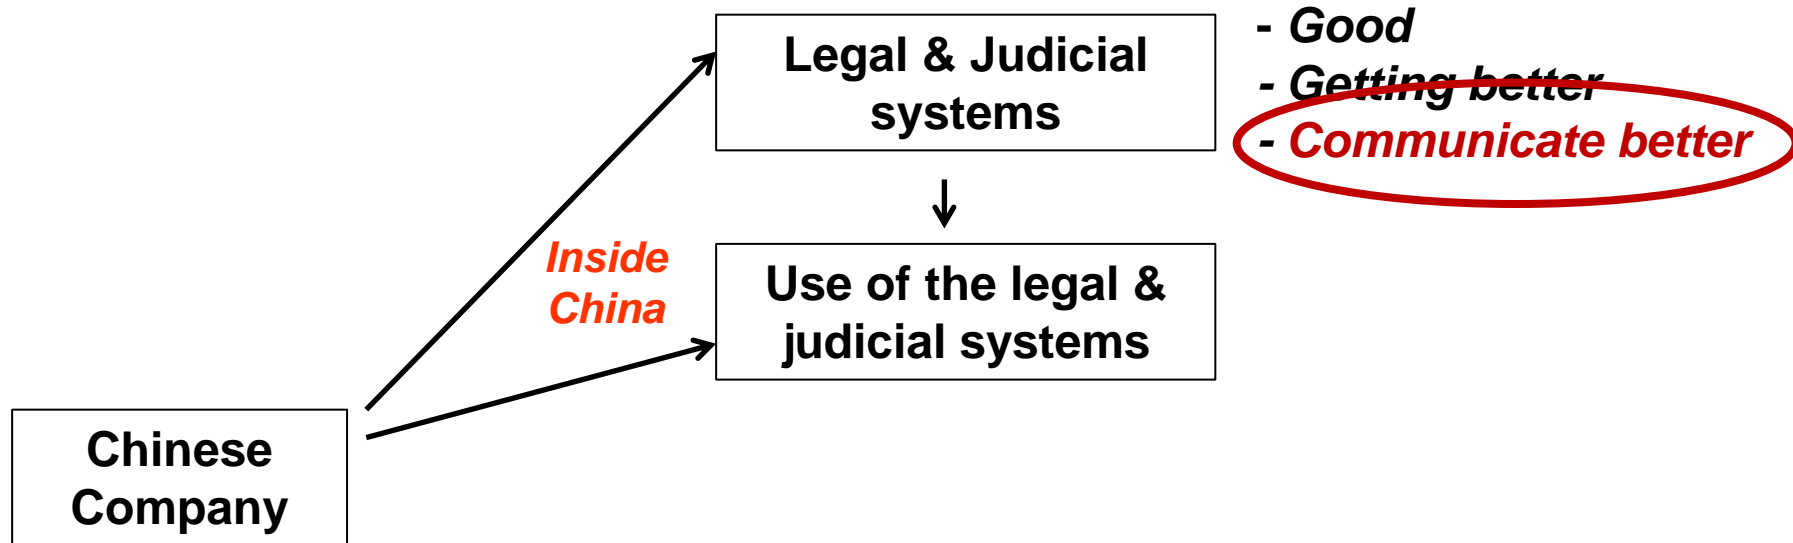 - Good
Legal & Judicial
systems
- Getting better
- Communicate better
Inside
China
Use of the legal &
judicial systems
Chinese
Company